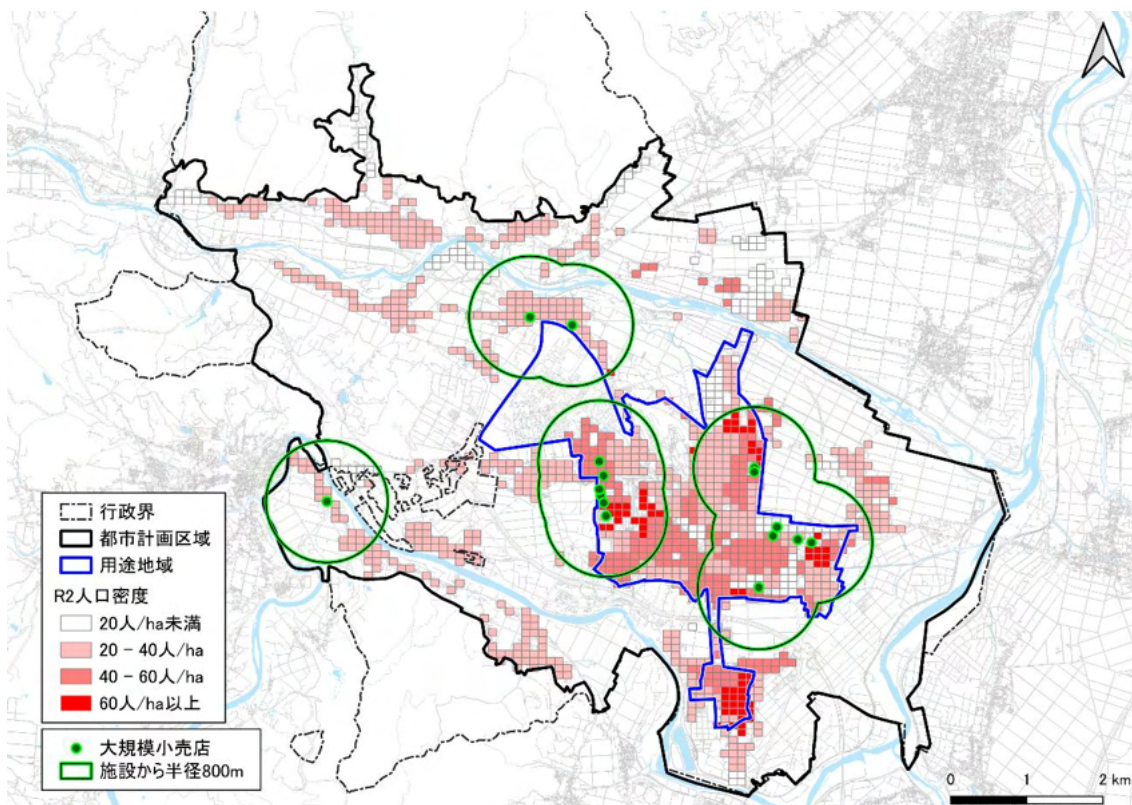 行政界
都市計画区域
用途地域
R2人口密度
20人/ha未満
20 - 40人/ha
40 - 60人/ha
60人/ha以上
大規模小売店
施設から半径800m
0 1 2 km